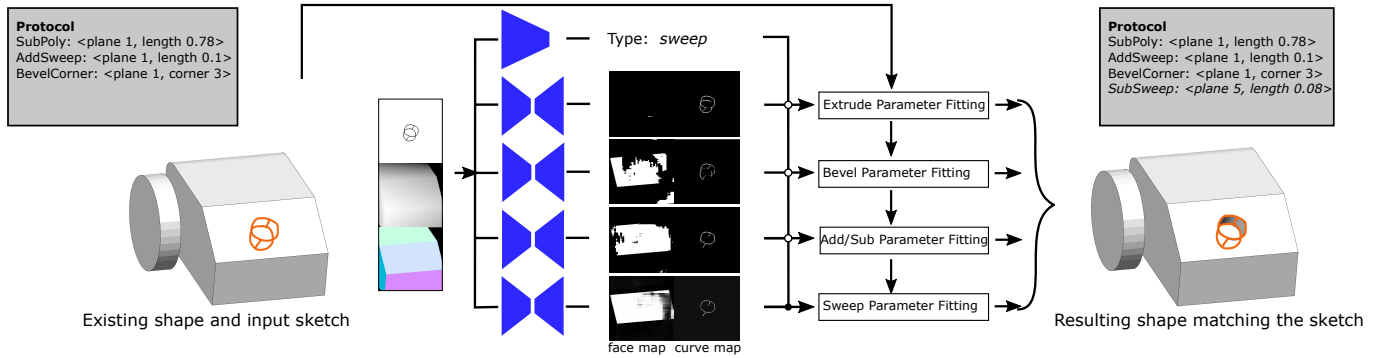 Protocol
SubPoly: <plane 1, length 0.78>
AddSweep: <plane 1, length 0.1>
BevelCorner: <plane 1, corner 3>
Existing shape and input sketch
Type: sweep
face map curve map
Extrude Parameter Fitting
Bevel Parameter Fitting
Add/Sub Parameter Fitting
Sweep Parameter Fitting
Protocol
SubPoly: <plane 1, length 0.78>
AddSweep: <plane 1, length 0.1>
BevelCorner: <plane 1, corner 3>
SubSweep: <plane 5, length 0.08>
Resulting shape matching the sketch